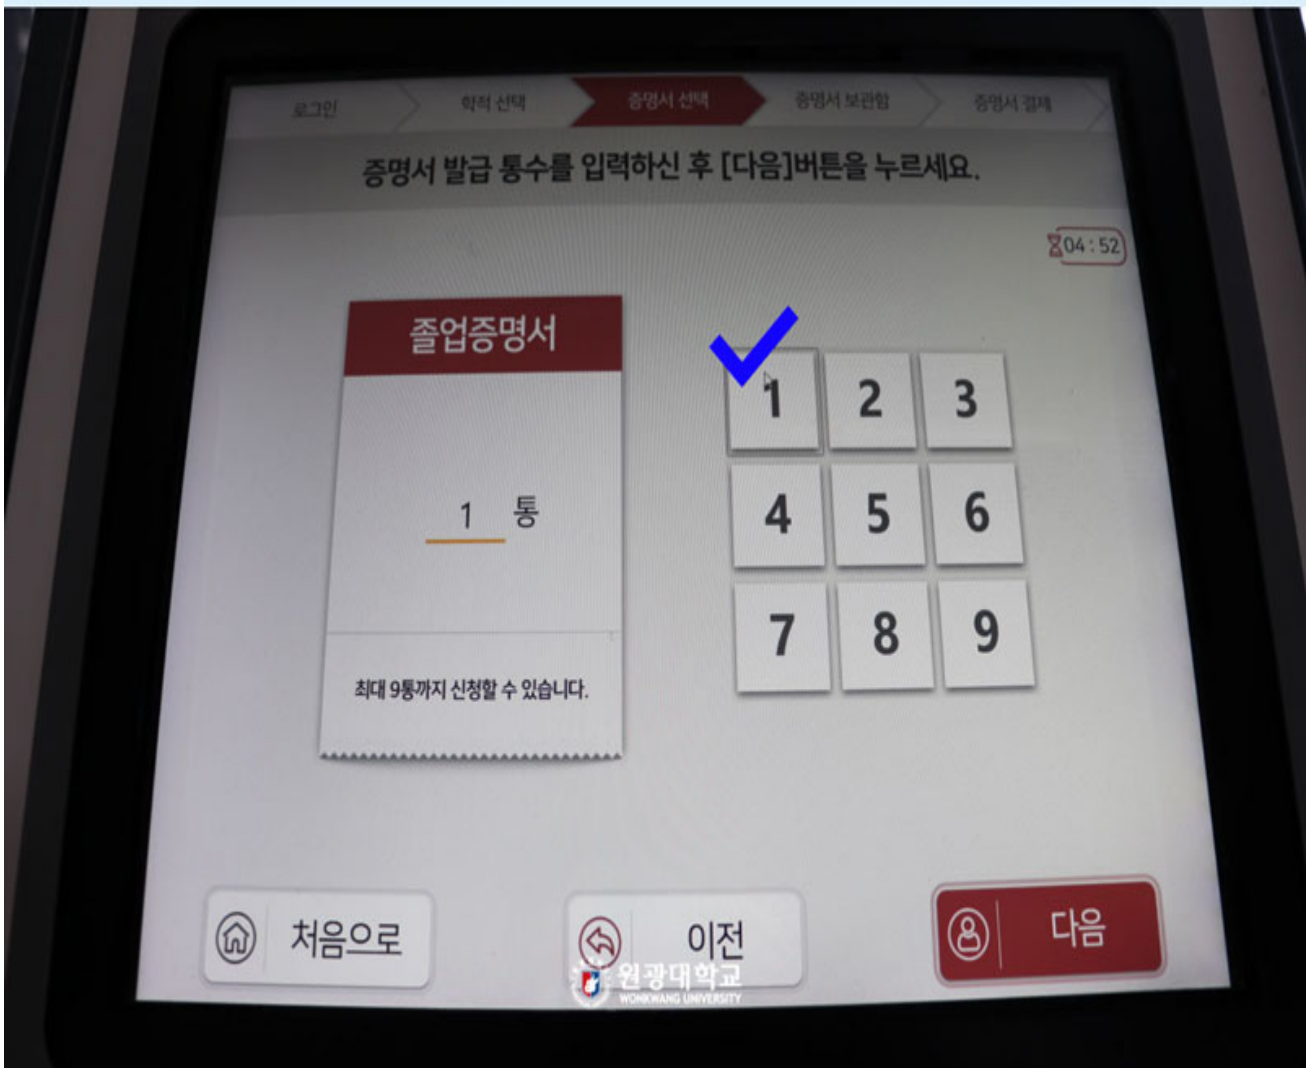 로그인
학적 선택
증명서 선택
증명서 보관함
증명서 결제
증명서 발급 통수를 입력하신 후 [다음]버튼을 누르세요.
04:52
졸업증명서
1 통
최대 9통까지 신청할 수 있습니다.
1 2 3
4 5 6
7 8 9
처음으로
이전
다음
원광대학교
WONKWANG UNIVERSITY